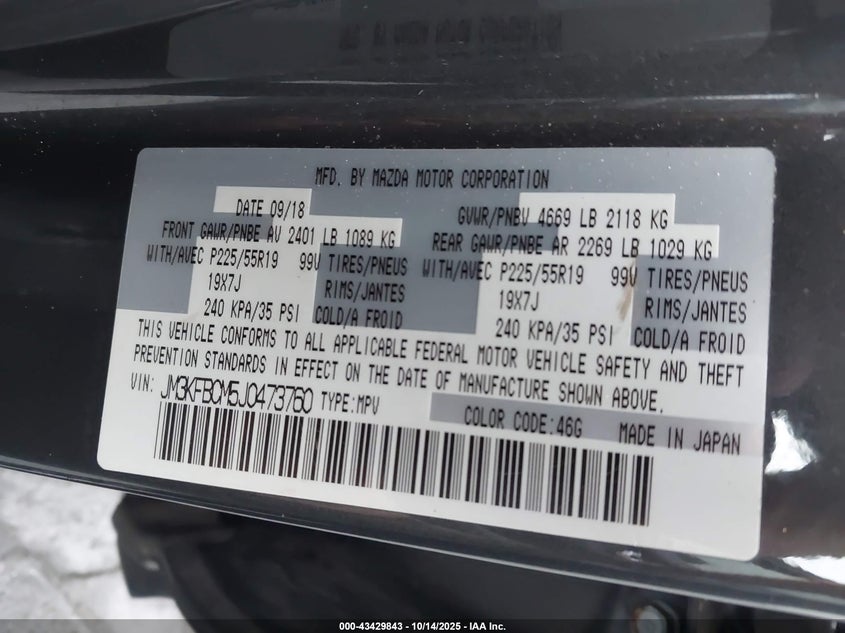 MFD. BY MAZDA MOTOR CORPORATION
DATE 09/18 GVWR/PNBV 4669 LB 2118 KG
FRONT GAWR/PNBE AV 2401 LB 1089 KG REAR GAWR/PNBE AR 2269 LB 1029 KG
WITH/AVEC P225/55R19 99V TIRES/PNEUS WITH/AVEC P225/55R19 99V TIRES/PNEUS
19X7J RIMS/JANTES 19X7J RIMS/JANTES
240 KPA/35 PSI COLD/A FROID 240 KPA/35 PSI COLD/A FROID
THIS VEHICLE CONFORMS TO ALL APPLICABLE FEDERAL MOTOR VEHICLE SAFETY AND THEFT
PREVENTION STANDARDS IN EFFECT ON THE DATE OF MANUFACTURE SHOWN ABOVE.
VIN: JM3KFBCM5J0473760 TYPE:MPV
COLOR CODE:46G MADE IN JAPAN
000-43429843 - 10/14/2025 - IAA Inc.